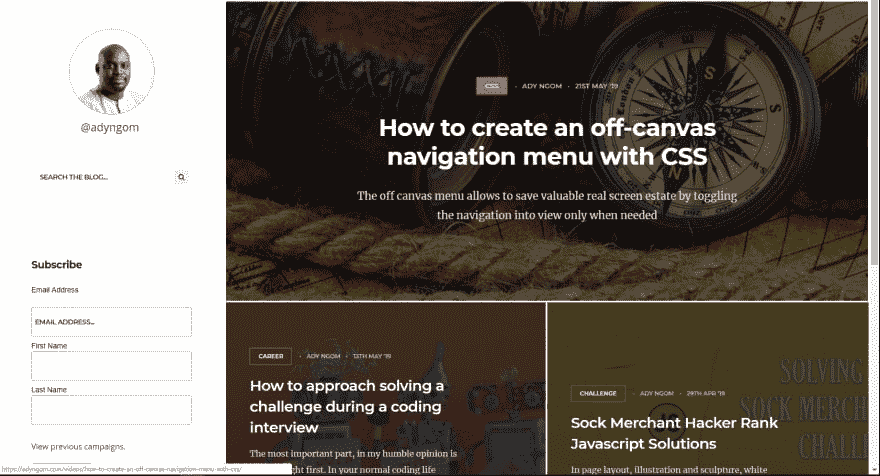 @adyngom
SEARCH THE BLOG...
Subscribe
Email Address
EMAIL ADDRESS...
First Name
Last Name
View previous campaigns.
https://adyngom.com/videos/how-to-create-an-off-canvas-navigation-menu-with-css/
CSS · ADY NGOM · 21ST MAY '19
How to create an off-canvas
navigation menu with CSS
The off canvas menu allows to save valuable real screen estate by toggling
the navigation into view only when needed
CAREER · ADY NGOM · 13TH MAY '19
How to approach solving a
challenge during a coding
interview
The most important part, in my humble opinion is
ght first. In your normal coding life
CHALLENGE · ADY NGOM · 29TH APR '19
Sock Merchant Hacker Rank
Javascript Solutions
In page layout, illustration and sculpture, white
SOLVING
SOCK MERCH
CHALL